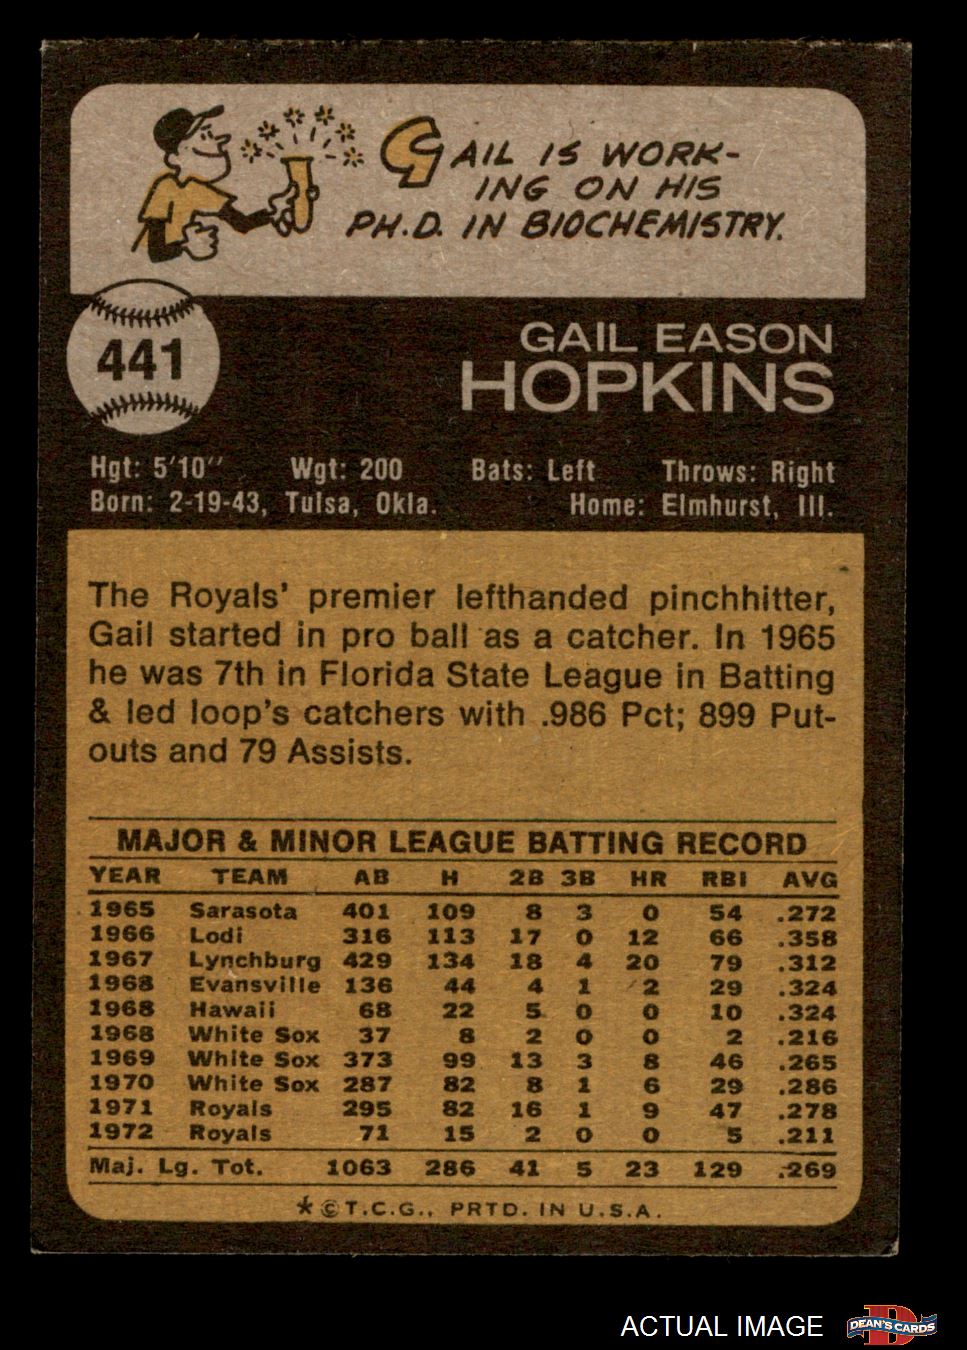 GAIL IS WORK-
ING ON HIS
PH.D. IN BIOCHEMISTRY.
441
GAIL EASON
HOPKINS
Hgt: 5'10'' Wgt: 200 Bats: Left Throws: Right
Born: 2-19-43, Tulsa, Okla. Home: Elmhurst, Ill.
The Royals' premier lefthanded pinchhitter,
Gail started in pro ball as a catcher. In 1965
he was 7th in Florida State League in Batting
& led loop's catchers with .986 Pct; 899 Put-
outs and 79 Assists.
MAJOR & MINOR LEAGUE BATTING RECORD
YEAR TEAM AB H 2B 3B HR RBI AVG
1965 Sarasota 401 109 8 3 0 54 .272
1966 Lodi 316 113 17 0 12 66 .358
1967 Lynchburg 429 134 18 4 20 79 .312
1968 Evansville 136 44 4 1 2 29 .324
1968 Hawaii 68 22 5 0 0 10 .324
1968 White Sox 37 8 2 0 0 2 .216
1969 White Sox 373 99 13 3 8 46 .265
1970 White Sox 287 82 8 1 6 29 .286
1971 Royals 295 82 16 1 9 47 .278
1972 Royals 71 15 2 0 0 5 .211
Maj. Lg. Tot. 1063 286 41 5 23 129 .269
*©T.C.G., PRTD. IN U.S.A.
ACTUAL IMAGE
DEAN'S CARDS